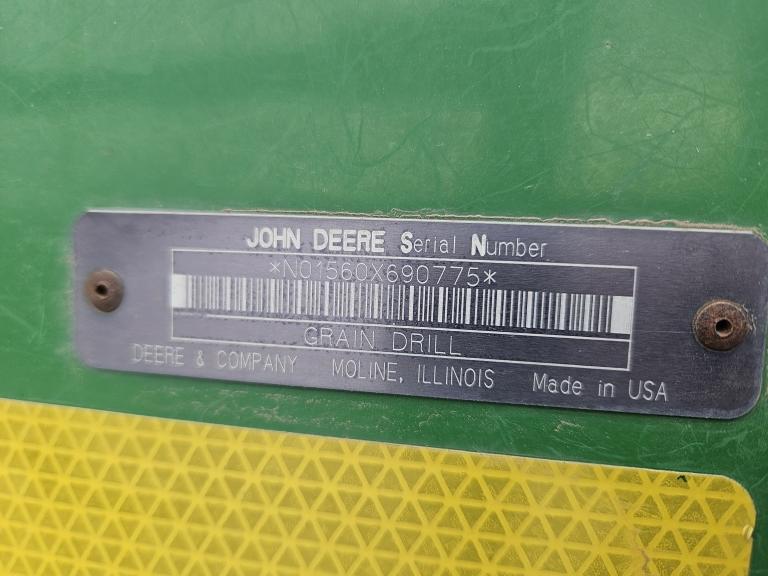 JOHN DEERE Serial Number
*N01560X690775*
GRAIN DRILL
DEERE & COMPANY MOLINE, ILLINOIS Made in USA